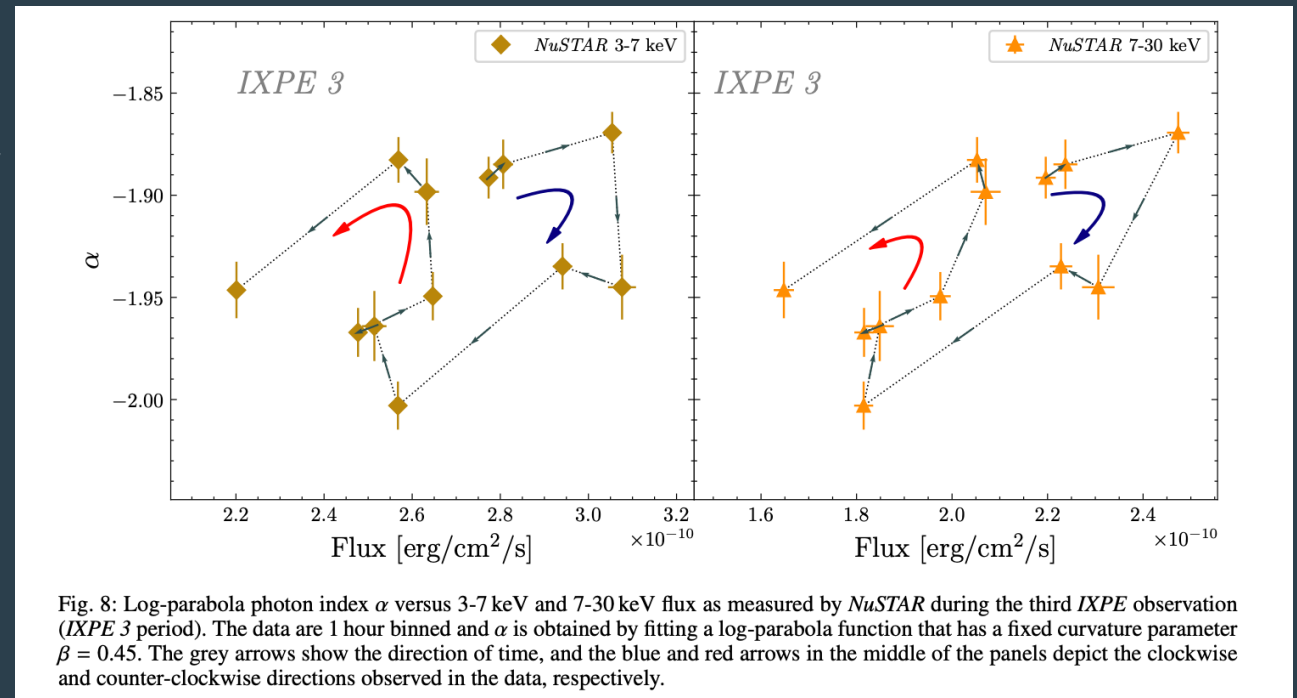 NuSTAR 3-7 keV
NuSTAR 7-30 keV
IXPE 3
IXPE 3
−1.85
−1.90
−1.95
−2.00
α
2.2 2.4 2.6 2.8 3.0 3.2
1.6 1.8 2.0 2.2 2.4
×10⁻¹⁰
×10⁻¹⁰
Flux [erg/cm²/s]
Flux [erg/cm²/s]
Fig. 8: Log-parabola photon index α versus 3-7 keV and 7-30 keV flux as measured by NuSTAR during the third IXPE observation
(IXPE 3 period). The data are 1 hour binned and α is obtained by fitting a log-parabola function that has a fixed curvature parameter
β = 0.45. The grey arrows show the direction of time, and the blue and red arrows in the middle of the panels depict the clockwise
and counter-clockwise directions observed in the data, respectively.